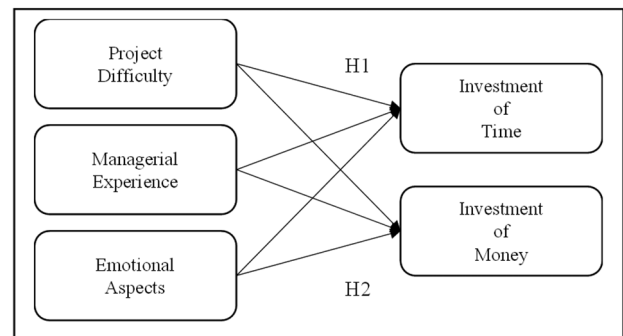 Project
Difficulty
Managerial
Experience
Emotional
Aspects
H1
H2
Investment
of
Time
Investment
of
Money